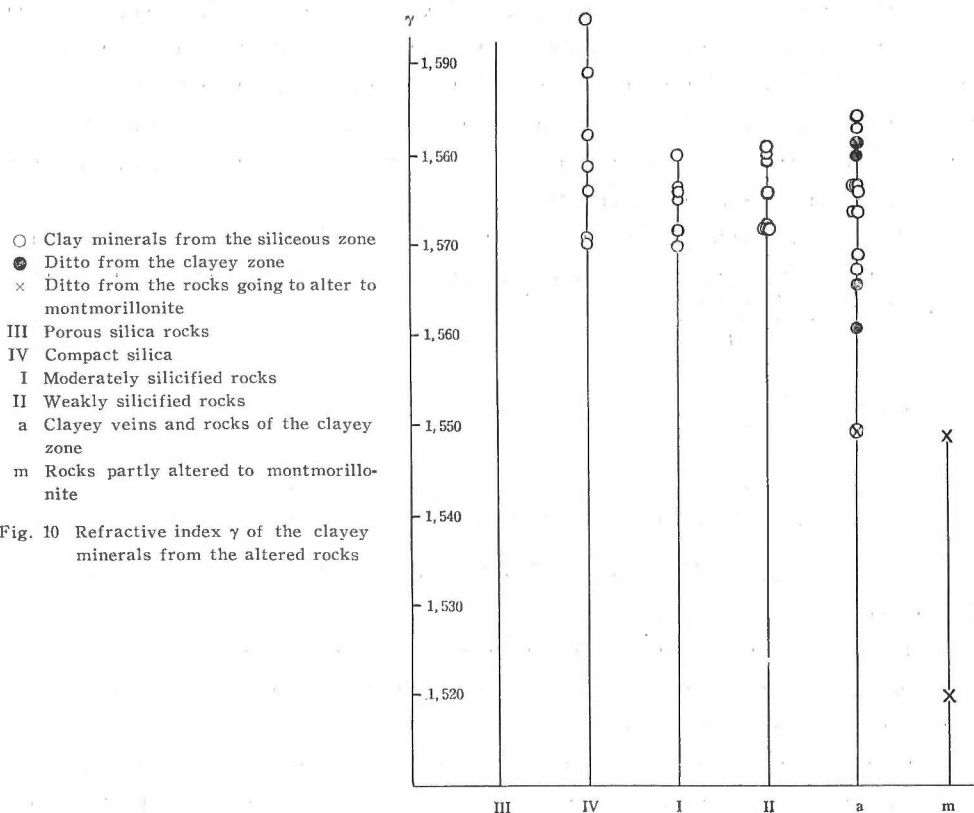 γ
1,590
1,560
1,570
1,560
1,550
1,540
1,530
1,520
○ Clay minerals from the siliceous zone
● Ditto from the clayey zone
× Ditto from the rocks going to alter to
montmorillonite
III Porous silica rocks
IV Compact silica
I Moderately silicified rocks
II Weakly silicified rocks
a Clayey veins and rocks of the clayey
zone
m Rocks partly altered to montmorillo-
nite
Fig. 10 Refractive index γ of the clayey
minerals from the altered rocks
III IV I II a m